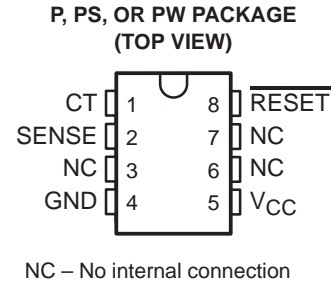 P, PS, OR PW PACKAGE
(TOP VIEW)
CT 1 8 RESET
SENSE 2 7 NC
NC 3 6 NC
GND 4 5 VCC
NC – No internal connection